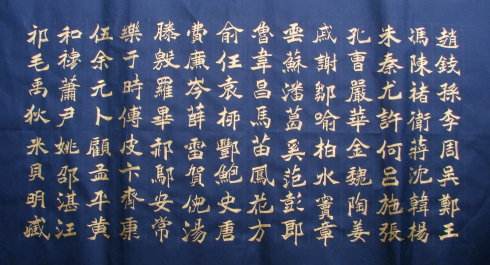 趙錢孫李周吳鄭王
馮陳褚衛蔣沈韓楊
朱秦尤許何呂施張
孔曹嚴華金魏陶姜
戚謝鄒喻柏水竇章
雲蘇潘葛奚范彭郎
魯韋昌馬苗鳳花方
俞任袁柳酆鮑史唐
費廉岑薛雷賀倪湯
滕殷羅畢郝鄔安常
樂于時傅皮卞齊康
伍余元卜顧孟平黃
和穆蕭尹姚邵湛汪
祁毛禹狄米貝明臧